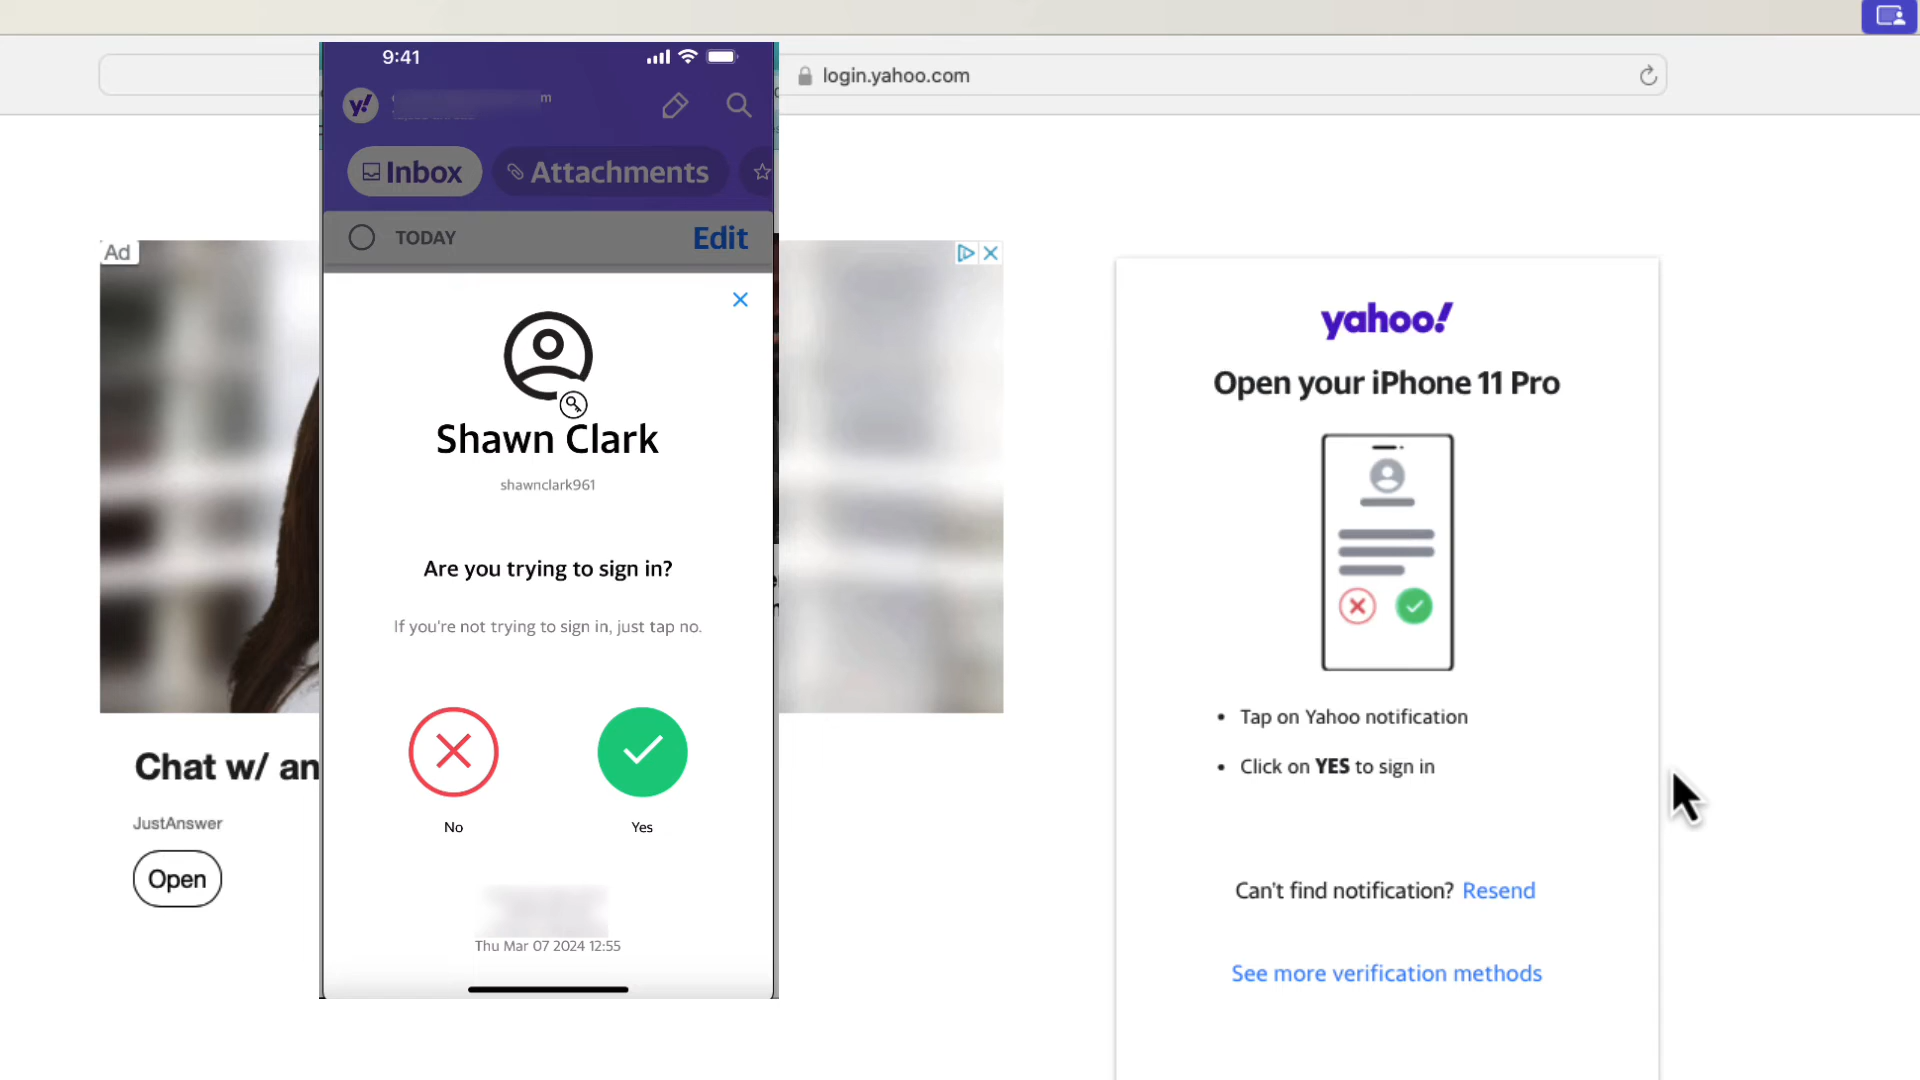 login.yahoo.com
9:41
y!
m
Inbox
Attachments
TODAY
Edit
Shawn Clark
shawnclark961
Are you trying to sign in?
If you're not trying to sign in, just tap no.
No
Yes
Thu Mar 07 2024 12:55
Ad
Chat w/ an
JustAnswer
Open
yahoo!
Open your iPhone 11 Pro
• Tap on Yahoo notification
• Click on YES to sign in
Can't find notification? Resend
See more verification methods